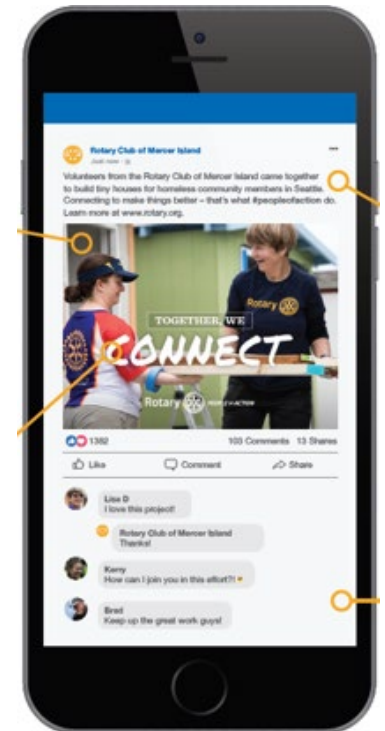 Rotary Club of Mercer Island
Just now
Volunteers from the Rotary Club of Mercer Island came together
to build tiny houses for homeless community members in Seattle.
Connecting to make things better – that's what #peopleofaction do.
Learn more at www.rotary.org.
Rotary
TOGETHER, WE
CONNECT
Rotary PEOPLE of ACTION
1382 103 Comments 13 Shares
Like Comment Share
Lisa D
I love this project!
Rotary Club of Mercer Island
Thanks!
Kerry
How can I join you in this effort?!
Brad
Keep up the great work guys!